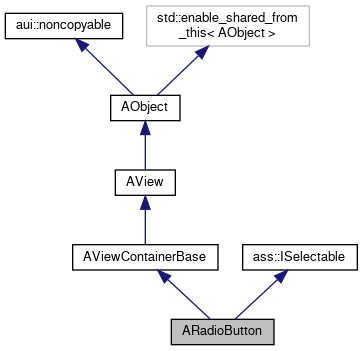 aui::noncopyable
std::enable_shared_from
_this< AObject >
AObject
AView
AViewContainerBase
ass::ISelectable
ARadioButton